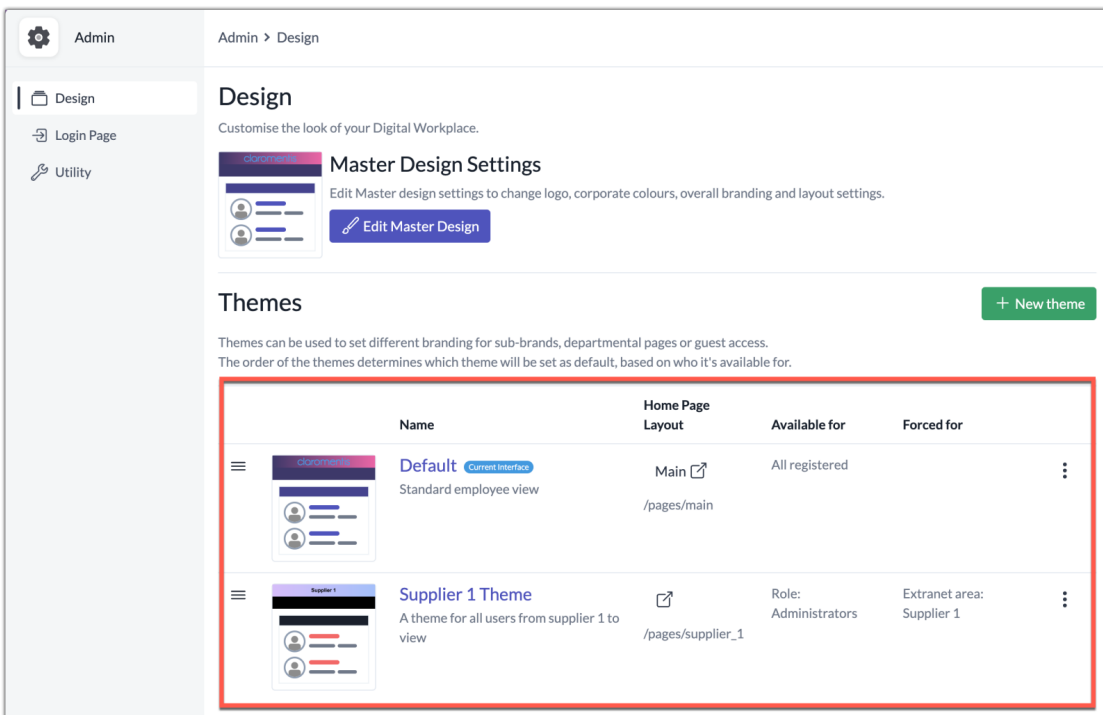 Admin
Admin > Design
Design
Login Page
Utility
Design
Customise the look of your Digital Workplace.
claromentis
Master Design Settings
Edit Master design settings to change logo, corporate colours, overall branding and layout settings.
Edit Master Design
Themes
+ New theme
Themes can be used to set different branding for sub-brands, departmental pages or guest access.
The order of the themes determines which theme will be set as default, based on who it's available for.
Name
Home Page
Layout
Available for
Forced for
claromentis
Default Current Interface
Standard employee view
Main
/pages/main
All registered
Supplier 1
Supplier 1 Theme
A theme for all users from supplier 1 to
view
/pages/supplier_1
Role:
Administrators
Extranet area:
Supplier 1